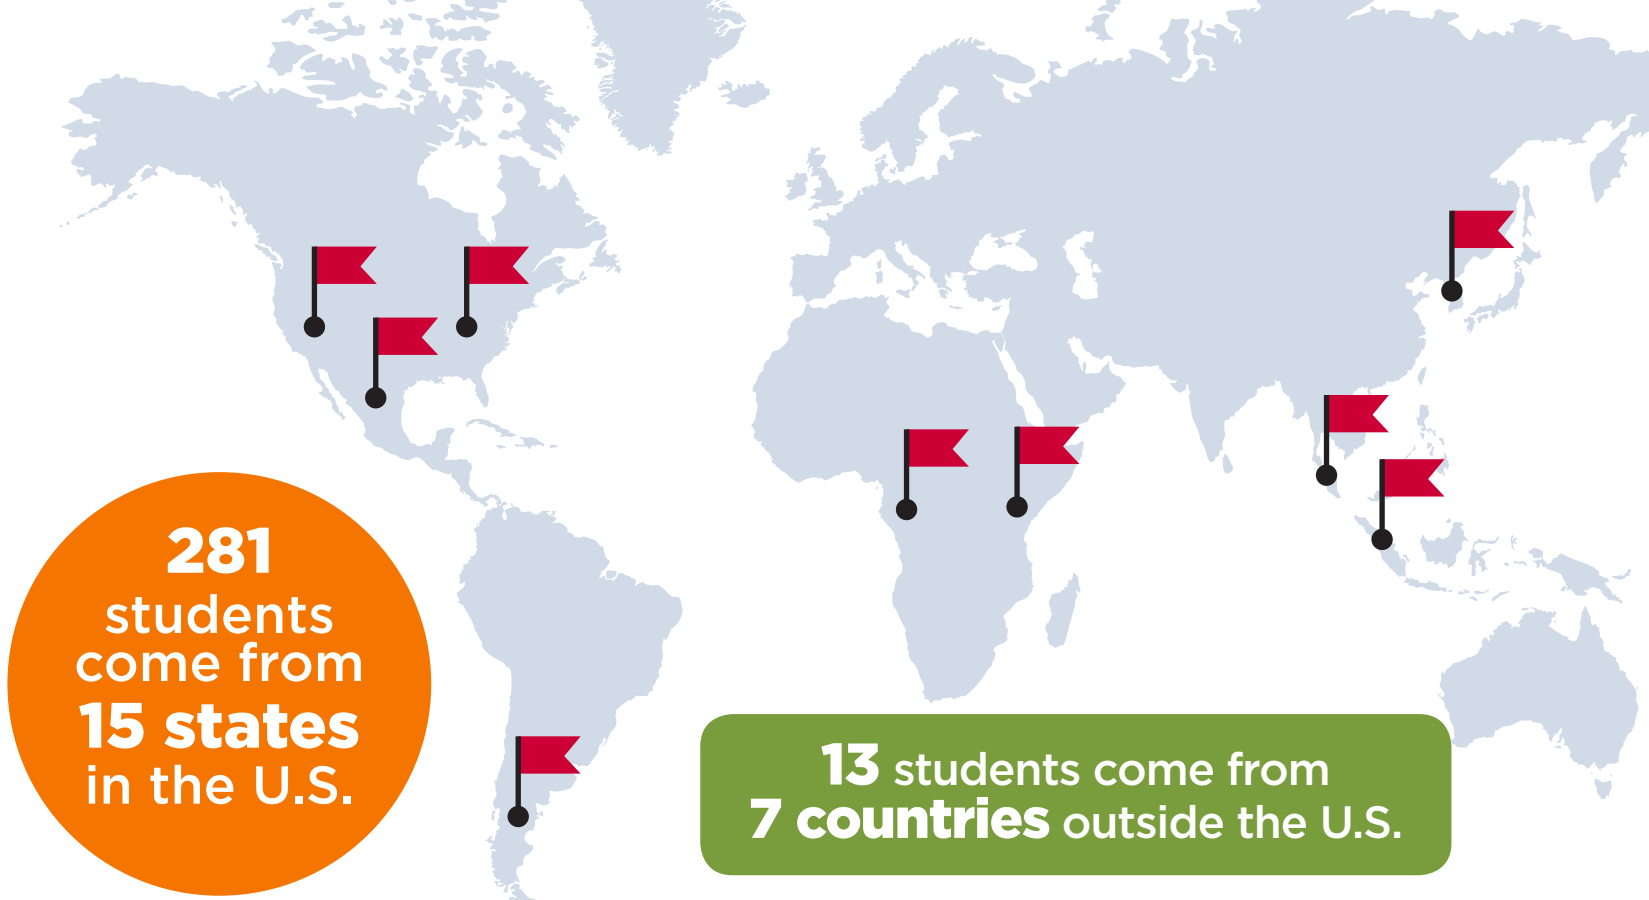 281
students
come from
15 states
in the U.S.
13 students come from
7 countries outside the U.S.